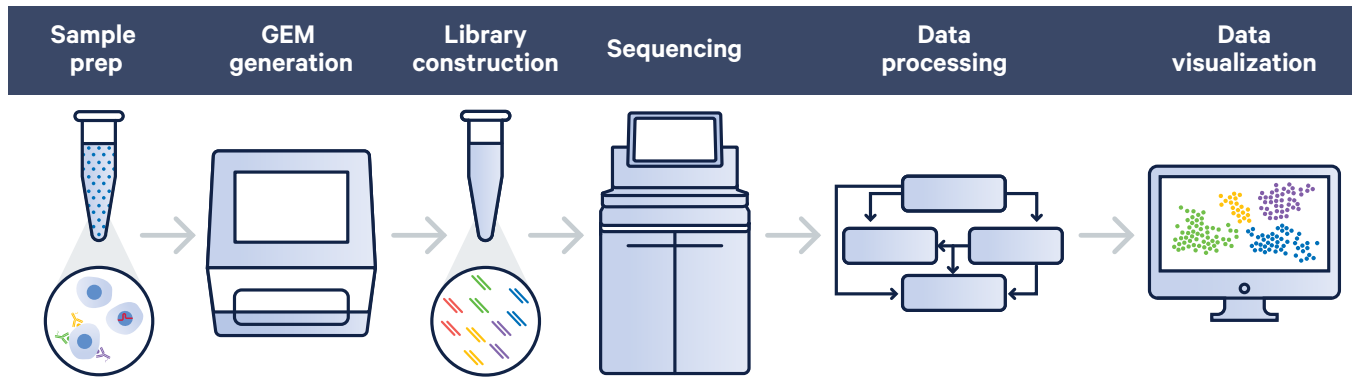 Sample
prep
GEM
generation
Library
construction
Sequencing
Data
processing
Data
visualization